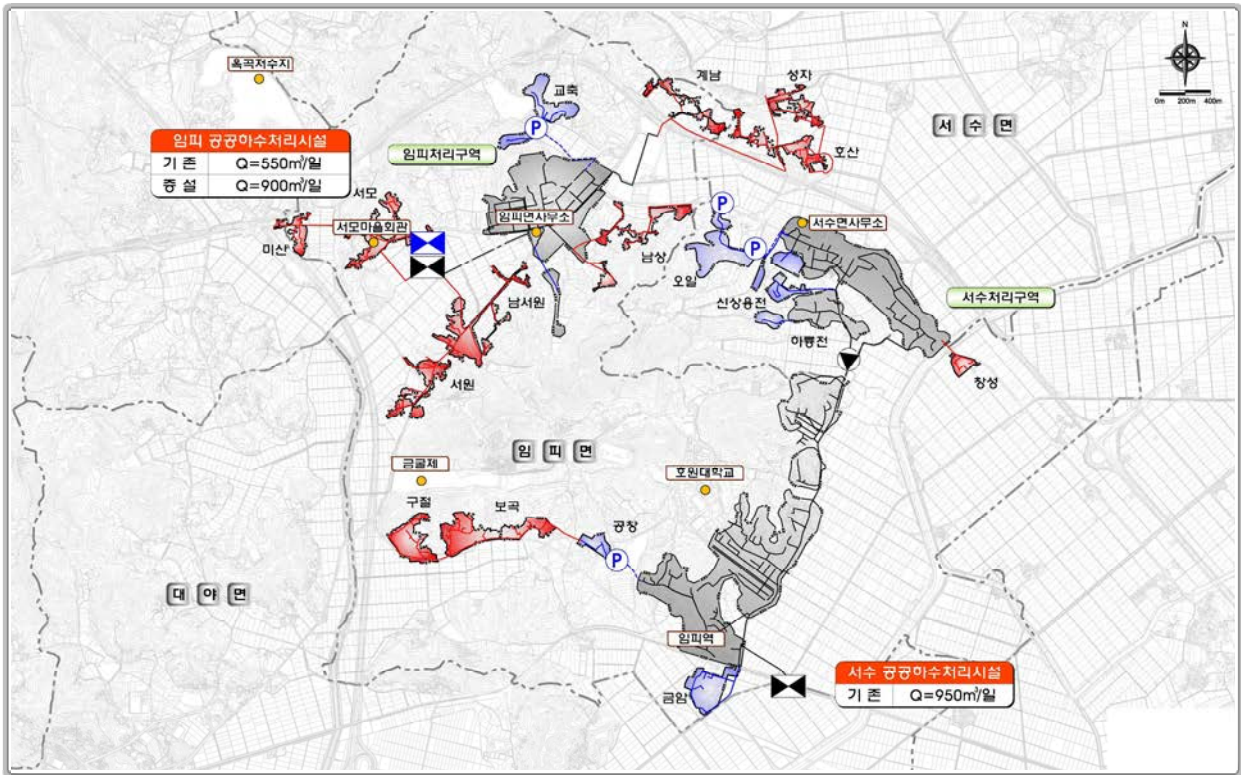 N
0m 200m 400m
옥곡저수지
교축
계남
성자
서 수 면
임피 공공하수처리시설
기 존 Q=550m³/일
증 설 Q=900m³/일
임피처리구역
호산
서모
P
P
P
P
임피면사무소
서수면사무소
서모마을회관
미산
남상
오일
신상용전
서수처리구역
남서원
하룡전
창성
서원
임 피 면
금굴제
호원대학교
구절
보곡
공창
대 야 면
임피역
금암
서수 공공하수처리시설
기 존 Q=950m³/일